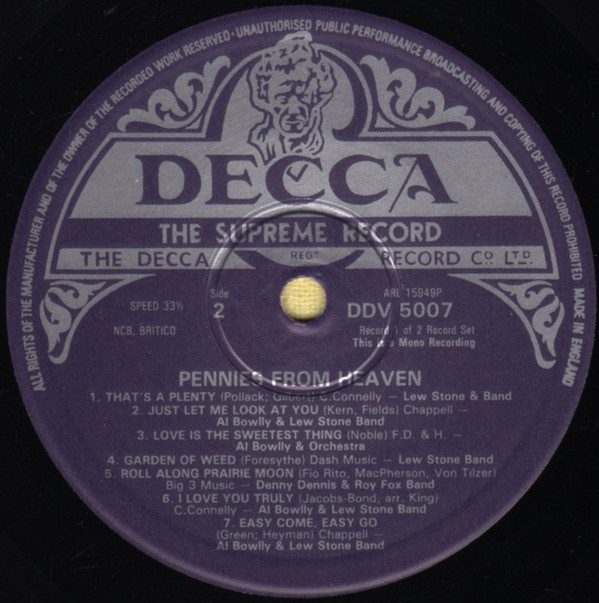 ALL RIGHTS OF THE MANUFACTURER AND OF THE OWNER OF THE RECORDED WORK RESERVED · UNAUTHORISED PUBLIC PERFORMANCE BROADCASTING AND COPYING OF THIS RECORD PROHIBITED MADE IN ENGLAND
DECCA
THE SUPREME RECORD
THE DECCA REGD RECORD CO. LTD.
SPEED 33⅓
Side
2
ARL 15949P
DDV 5007
NCB, BRITICO
Record 1 of 2 Record Set
This is a Mono Recording
PENNIES FROM HEAVEN
1. THAT'S A PLENTY (Pollack; Gilbert) C.Connelly – Lew Stone & Band
2. JUST LET ME LOOK AT YOU (Kern, Fields) Chappell –
Al Bowlly & Lew Stone Band
3. LOVE IS THE SWEETEST THING (Noble) F.D. & H. –
Al Bowlly & Orchestra
4. GARDEN OF WEED (Foresythe) Dash Music – Lew Stone Band
5. ROLL ALONG PRAIRIE MOON (Fio Rito, MacPherson, Von Tilzer)
Big 3 Music – Denny Dennis & Roy Fox Band
6. I LOVE YOU TRULY (Jacobs-Bond, arr. King)
C.Connelly – Al Bowlly & Lew Stone Band
7. EASY COME, EASY GO
(Green; Heyman) Chappell –
Al Bowlly & Lew Stone Band